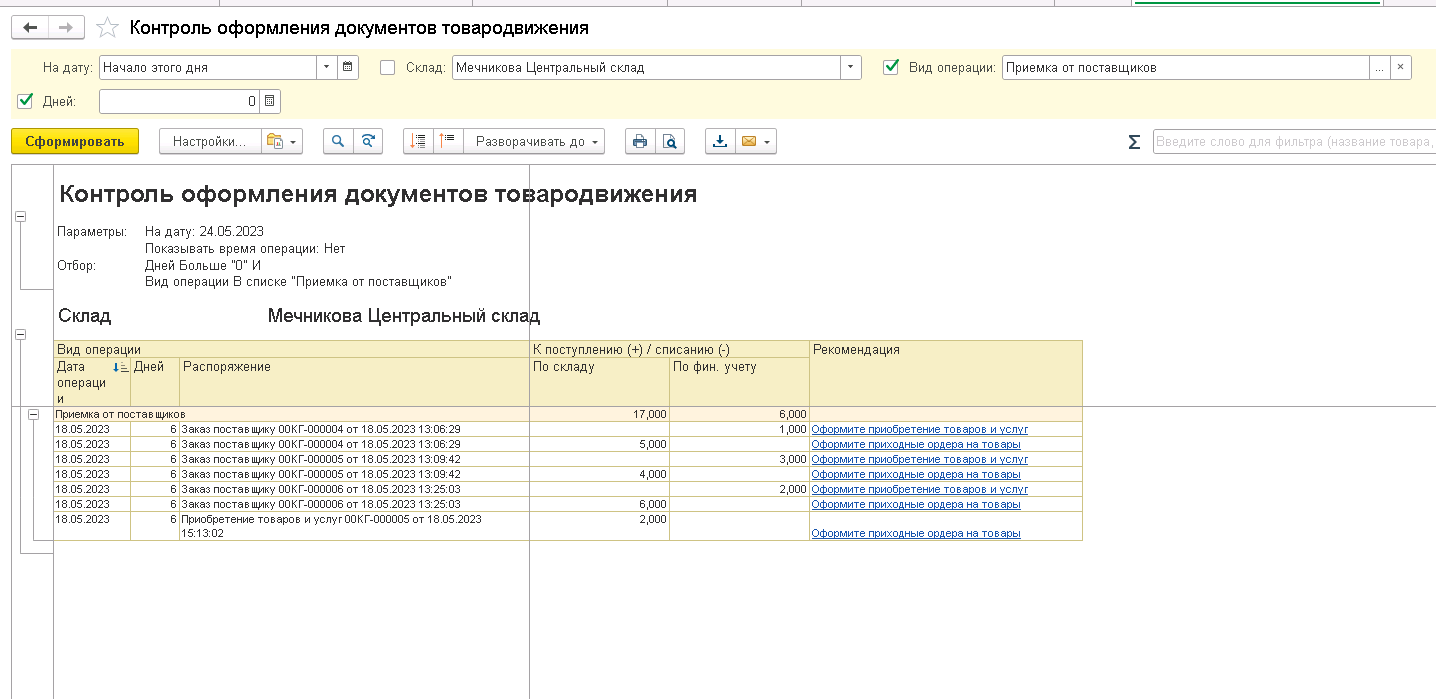 Контроль оформления документов товародвижения
На дату: Начало этого дня Склад: Мечникова Центральный склад Вид операции: Приемка от поставщиков ... ×
Дней: 0
Сформировать Настройки... Разворачивать до Σ Введите слово для фильтра (название товара,
Контроль оформления документов товародвижения
Параметры: На дату: 24.05.2023
Показывать время операции: Нет
Отбор: Дней Больше "0" И
Вид операции В списке "Приемка от поставщиков"
Склад Мечникова Центральный склад
Вид операции К поступлению (+) / списанию (-) Рекомендация
Дата операции Дней Распоряжение По складу По фин. учету
Приемка от поставщиков 17,000 6,000
18.05.2023 6 Заказ поставщику 00КГ-000004 от 18.05.2023 13:06:29 1,000 Оформите приобретение товаров и услуг
18.05.2023 6 Заказ поставщику 00КГ-000004 от 18.05.2023 13:06:29 5,000 Оформите приходные ордера на товары
18.05.2023 6 Заказ поставщику 00КГ-000005 от 18.05.2023 13:09:42 3,000 Оформите приобретение товаров и услуг
18.05.2023 6 Заказ поставщику 00КГ-000005 от 18.05.2023 13:09:42 4,000 Оформите приходные ордера на товары
18.05.2023 6 Заказ поставщику 00КГ-000006 от 18.05.2023 13:25:03 2,000 Оформите приобретение товаров и услуг
18.05.2023 6 Заказ поставщику 00КГ-000006 от 18.05.2023 13:25:03 6,000 Оформите приходные ордера на товары
18.05.2023 6 Приобретение товаров и услуг 00КГ-000005 от 18.05.2023 2,000
15:13:02 Оформите приходные ордера на товары